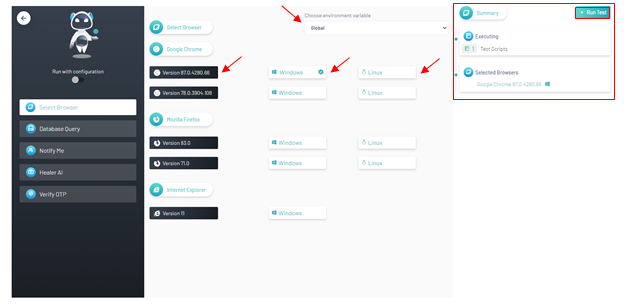 Run with configuration
Select Browser
Database Query
Notify Me
Healer AI
Verify OTP
Select Browser
Choose environment variable
Global
Google Chrome
Version 87.0.4280.66
Windows
Linux
Version 78.0.3904.108
Windows
Linux
Mozilla Firefox
Version 83.0
Windows
Linux
Version 71.0
Windows
Linux
Internet Explorer
Version 11
Windows
Summary
Run Test
Executing
1 Test Scripts
Selected Browsers
Google Chrome 87.0.4280.66